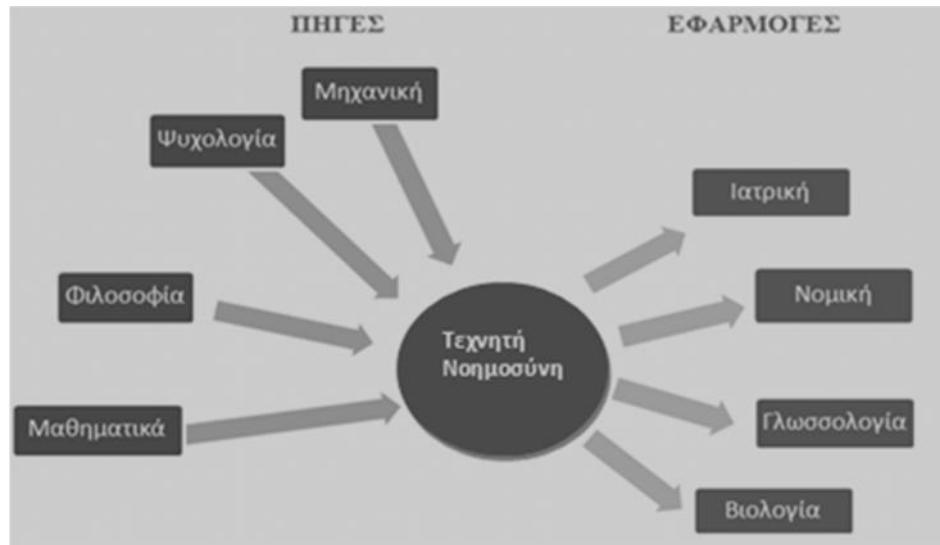 ΠΗΓΕΣ
ΕΦΑΡΜΟΓΕΣ
Μηχανική
Ψυχολογία
Φιλοσοφία
Μαθηματικά
Τεχνητή
Νοημοσύνη
Ιατρική
Νομική
Γλωσσολογία
Βιολογία